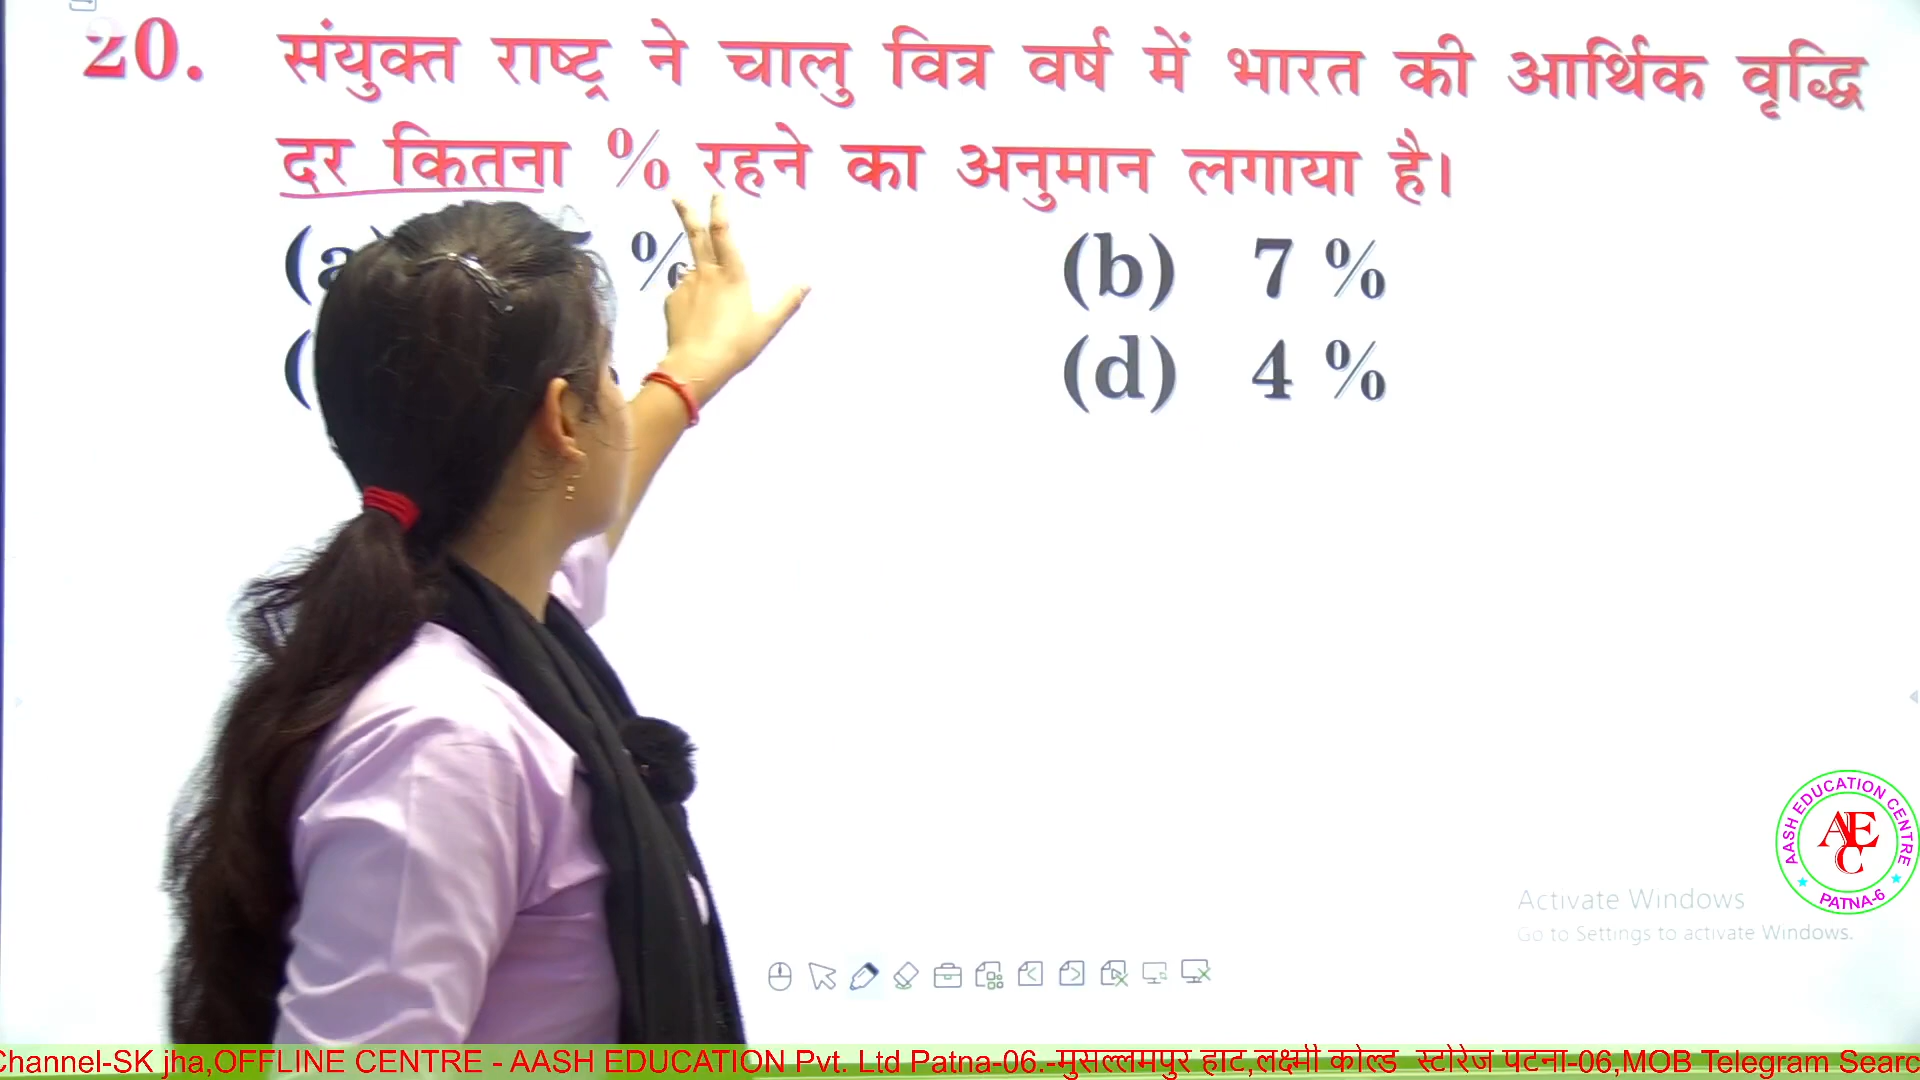 20. संयुक्त राष्ट्र ने चालु वित्र वर्ष में भारत की आर्थिक वृद्धि
दर कितना % रहने का अनुमान लगाया है।
(a) %
(b) 7 %
(d) 4 %
AASH EDUCATION CENTRE
AEC
PATNA-6
Activate Windows
Go to Settings to activate Windows.
Channel-SK jha,OFFLINE CENTRE - AASH EDUCATION Pvt. Ltd Patna-06.-मुसल्लमपुर हाट,लक्ष्मी कोल्ड स्टोरेज पटना-06,MOB Telegram Searc